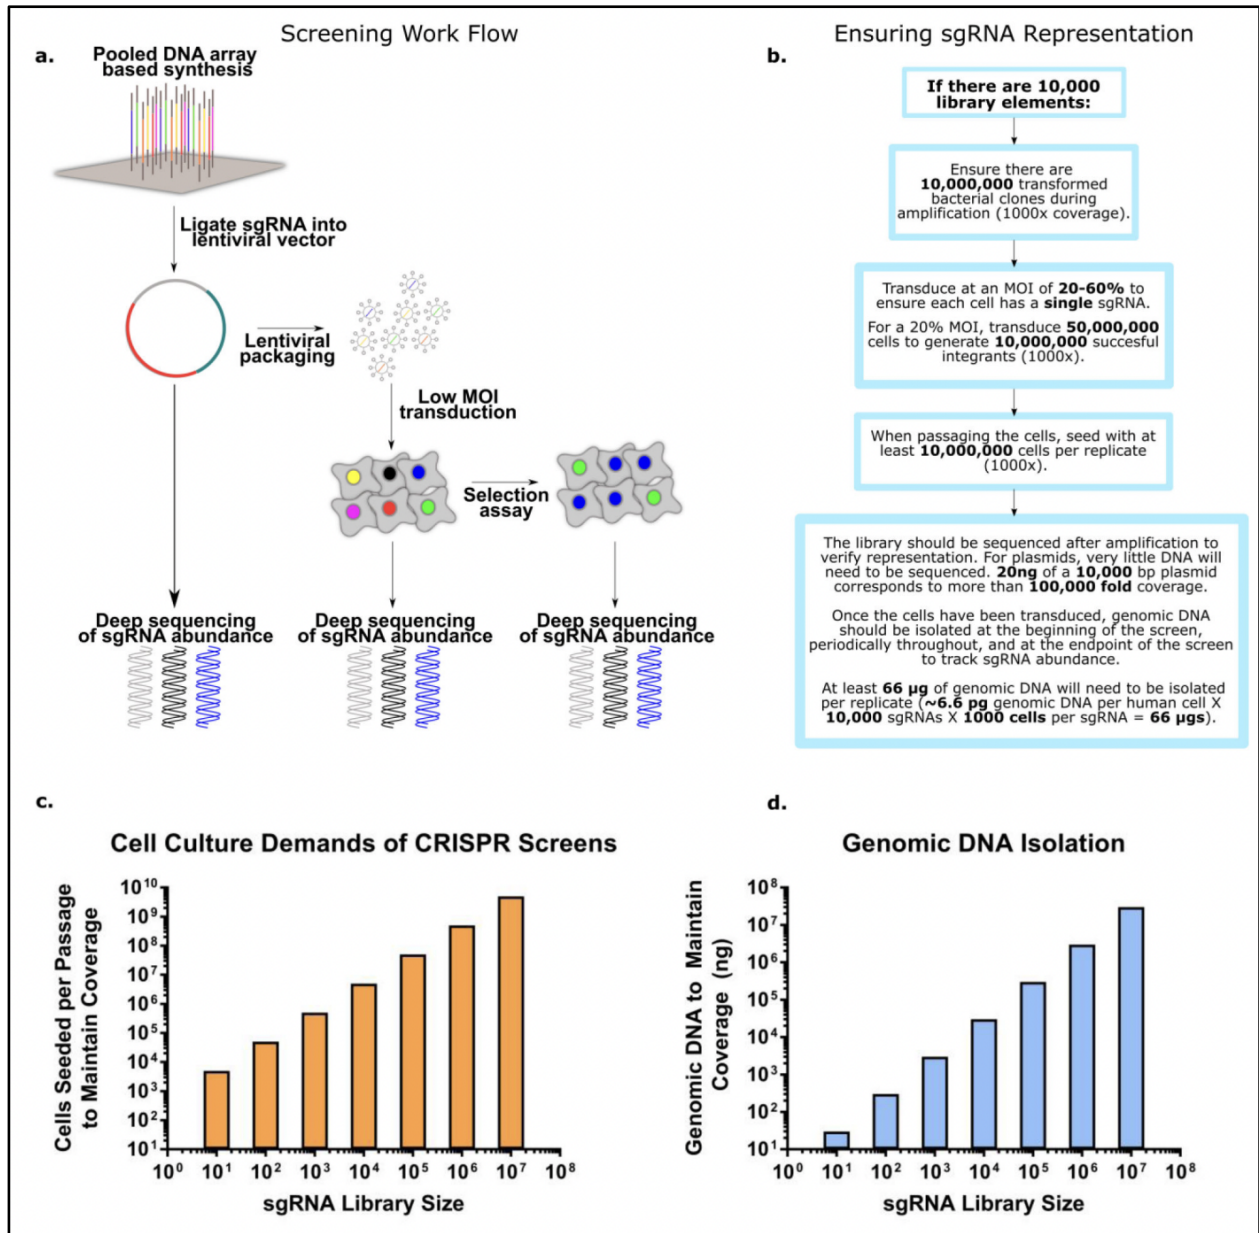 Screening Work Flow
a.
Pooled DNA array
based synthesis
Ligate sgRNA into
lentiviral vector
Lentiviral
packaging
Low MOI
transduction
Selection
assay
Deep sequencing
of sgRNA abundance
Deep sequencing
of sgRNA abundance
Deep sequencing
of sgRNA abundance
Ensuring sgRNA Representation
b.
If there are 10,000
library elements:
Ensure there are
10,000,000 transformed
bacterial clones during
amplification (1000x coverage).
Transduce at an MOI of 20-60% to
ensure each cell has a single sgRNA.
For a 20% MOI, transduce 50,000,000
cells to generate 10,000,000 succesful
integrants (1000x).
When passaging the cells, seed with at
least 10,000,000 cells per replicate
(1000x).
The library should be sequenced after amplification to
verify representation. For plasmids, very little DNA will
need to be sequenced. 20ng of a 10,000 bp plasmid
corresponds to more than 100,000 fold coverage.
Once the cells have been transduced, genomic DNA
should be isolated at the beginning of the screen,
periodically throughout, and at the endpoint of the screen
to track sgRNA abundance.
At least 66 µg of genomic DNA will need to be isolated
per replicate (~6.6 pg genomic DNA per human cell X
10,000 sgRNAs X 1000 cells per sgRNA = 66 µgs).
c.
Cell Culture Demands of CRISPR Screens
Cells Seeded per Passage
to Maintain Coverage
10¹⁰
10⁹
10⁸
10⁷
10⁶
10⁵
10⁴
10³
10²
10¹
10⁰ 10¹ 10² 10³ 10⁴ 10⁵ 10⁶ 10⁷ 10⁸
sgRNA Library Size
d.
Genomic DNA Isolation
Genomic DNA to Maintain
Coverage (ng)
10⁸
10⁷
10⁶
10⁵
10⁴
10³
10²
10¹
10⁰ 10¹ 10² 10³ 10⁴ 10⁵ 10⁶ 10⁷ 10⁸
sgRNA Library Size